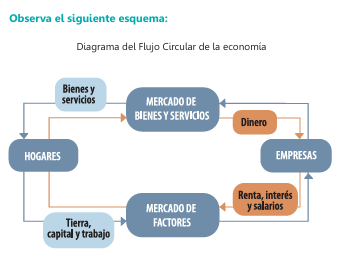 Observa el siguiente esquema:
Diagrama del Flujo Circular de la economía
Bienes y
servicios
MERCADO DE
BIENES Y SERVICIOS
Dinero
HOGARES
EMPRESAS
Renta, interés
y salarios
MERCADO DE
FACTORES
Tierra,
capital y trabajo